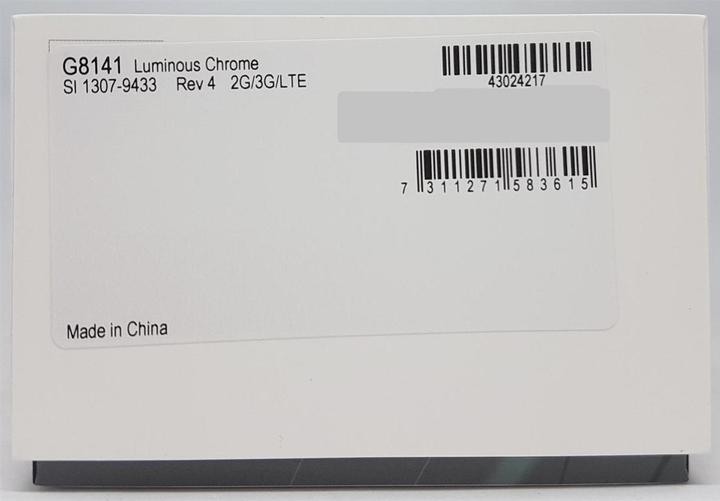 G8141 Luminous Chrome
SI 1307-9433 Rev 4 2G/3G/LTE
43024217
7 311271 583615
Made in China